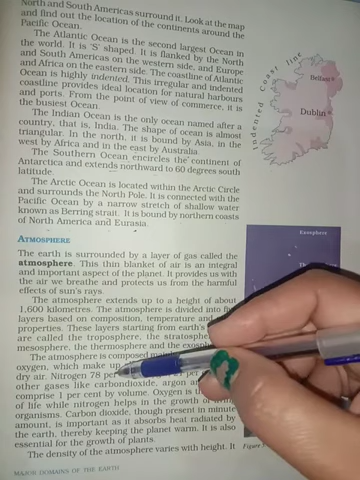 North and South Americas surround it. Look at the map
and find out the location of the continents around the
Pacific Ocean.
The Atlantic Ocean is the second largest Ocean in
the world. It is 'S' shaped. It is flanked by the North
and South Americas on the western side, and Europe
and Africa on the eastern side. The coastline of Atlantic
Ocean is highly indented. This irregular and indented
coastline provides ideal location for natural harbours
and ports. From the point of view of commerce, it is
the busiest Ocean.
The Indian Ocean is the only ocean named after a
country, that is, India. The shape of ocean is almost
triangular. In the north, it is bound by Asia, in the
west by Africa and in the east by Australia.
The Southern Ocean encircles the continent of
Antarctica and extends northward to 60 degrees south
latitude.
The Arctic Ocean is located within the Arctic Circle
and surrounds the North Pole. It is connected with the
Pacific Ocean by a narrow stretch of shallow water
known as Berring strait. It is bound by northern coasts
of North America and Eurasia.
Indented Coast line
Belfast
Dublin
ATMOSPHERE
The earth is surrounded by a layer of gas called the
atmosphere. This thin blanket of air is an integral
and important aspect of the planet. It provides us with
the air we breathe and protects us from the harmful
effects of sun's rays.
The atmosphere extends up to a height of about
1,600 kilometres. The atmosphere is divided into
layers based on composition, temperature and
properties. These layers starting from earth's
are called the troposphere, the
mesosphere, the thermosphere and the
The atmosphere is composed
oxygen, which make up
dry air. Nitrogen 78 per
other gases like carbondioxide, argon
comprise 1 per cent by volume. Oxygen is
of life while nitrogen helps in the growth of
organisms. Carbon dioxide, though present in minute
amount, is important as it absorbs heat radiated by
the earth, thereby keeping the planet warm. It is also
essential for the growth of plants.
The density of the atmosphere varies with height. It
Exosphere
Figure
MAJOR DOMAINS OF THE EARTH